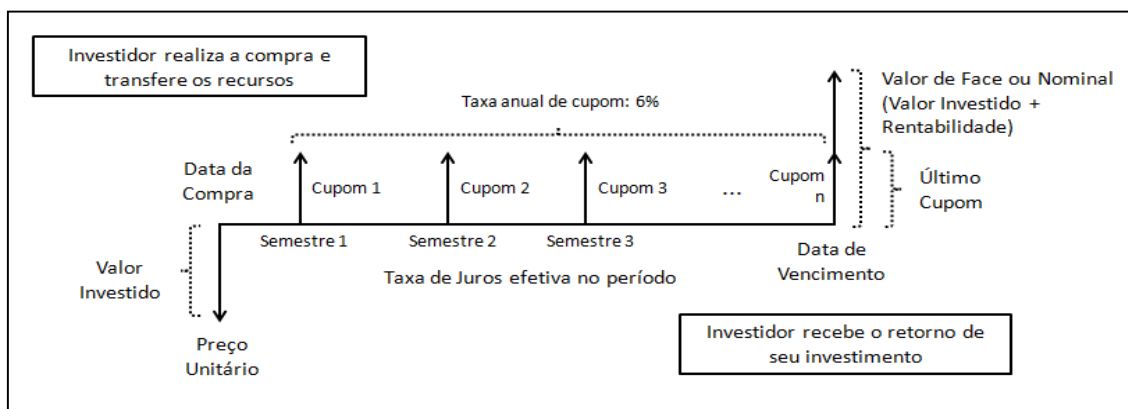 Investidor realiza a compra e
transfere os recursos
Valor de Face ou Nominal
(Valor Investido +
Rentabilidade)
Taxa anual de cupom: 6%
Data da
Compra
Cupom 1
Cupom 2
Cupom 3
...
Cupom
n
Último
Cupom
Semestre 1
Semestre 2
Semestre 3
Data de
Vencimento
Valor
Investido
Taxa de Juros efetiva no período
Preço
Unitário
Investidor recebe o retorno de
seu investimento